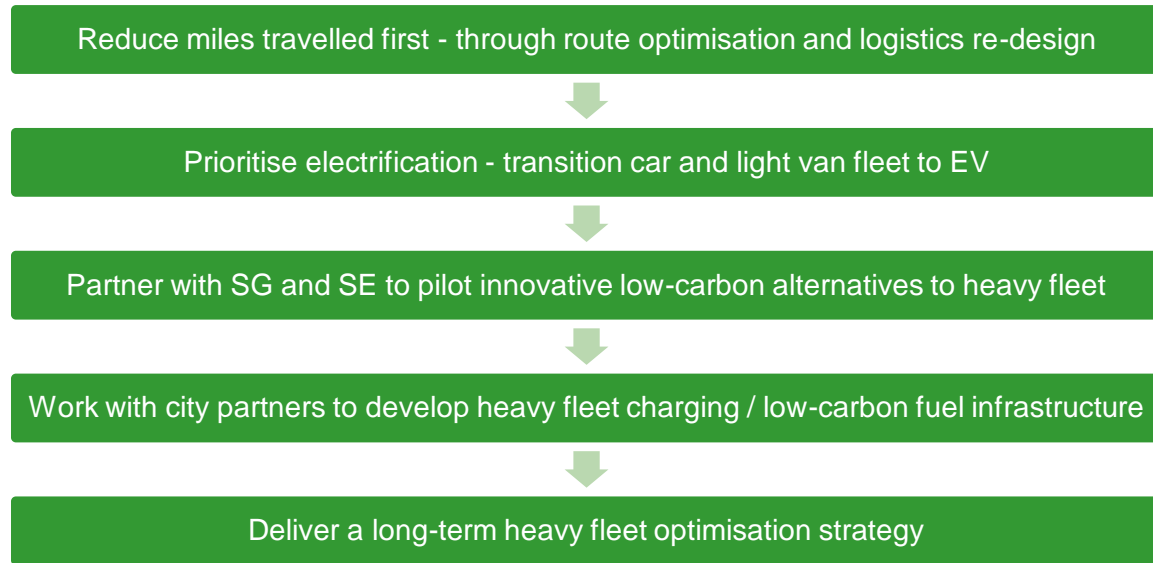 Reduce miles travelled first - through route optimisation and logistics re-design
Prioritise electrification - transition car and light van fleet to EV
Partner with SG and SE to pilot innovative low-carbon alternatives to heavy fleet
Work with city partners to develop heavy fleet charging / low-carbon fuel infrastructure
Deliver a long-term heavy fleet optimisation strategy